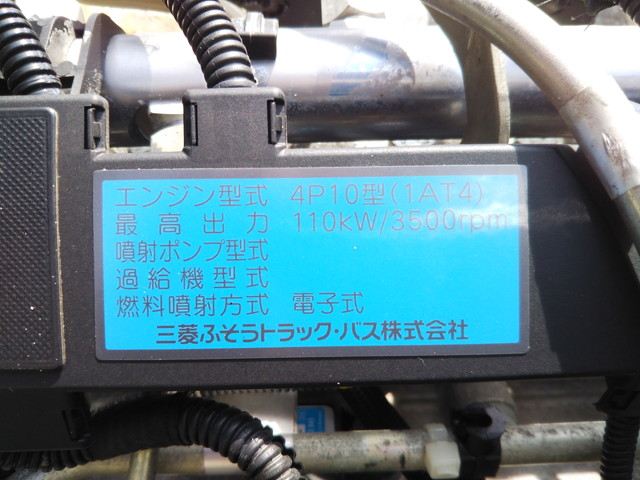 エンジン型式 4P10型(1AT4)
最高出力 110kW/3500rpm
噴射ポンプ型式
過給機型式
燃料噴射方式 電子式
三菱ふそうトラック・バス株式会社